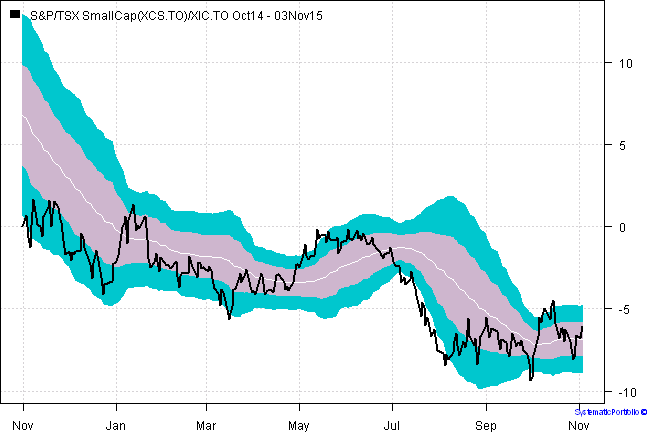 S&P/TSX SmallCap(XCS.TO)/XIC.TO Oct14 - 03Nov15
10
5
0
-5
-10
Nov Jan Mar May Jul Sep Nov
SystematicPortfolio ©